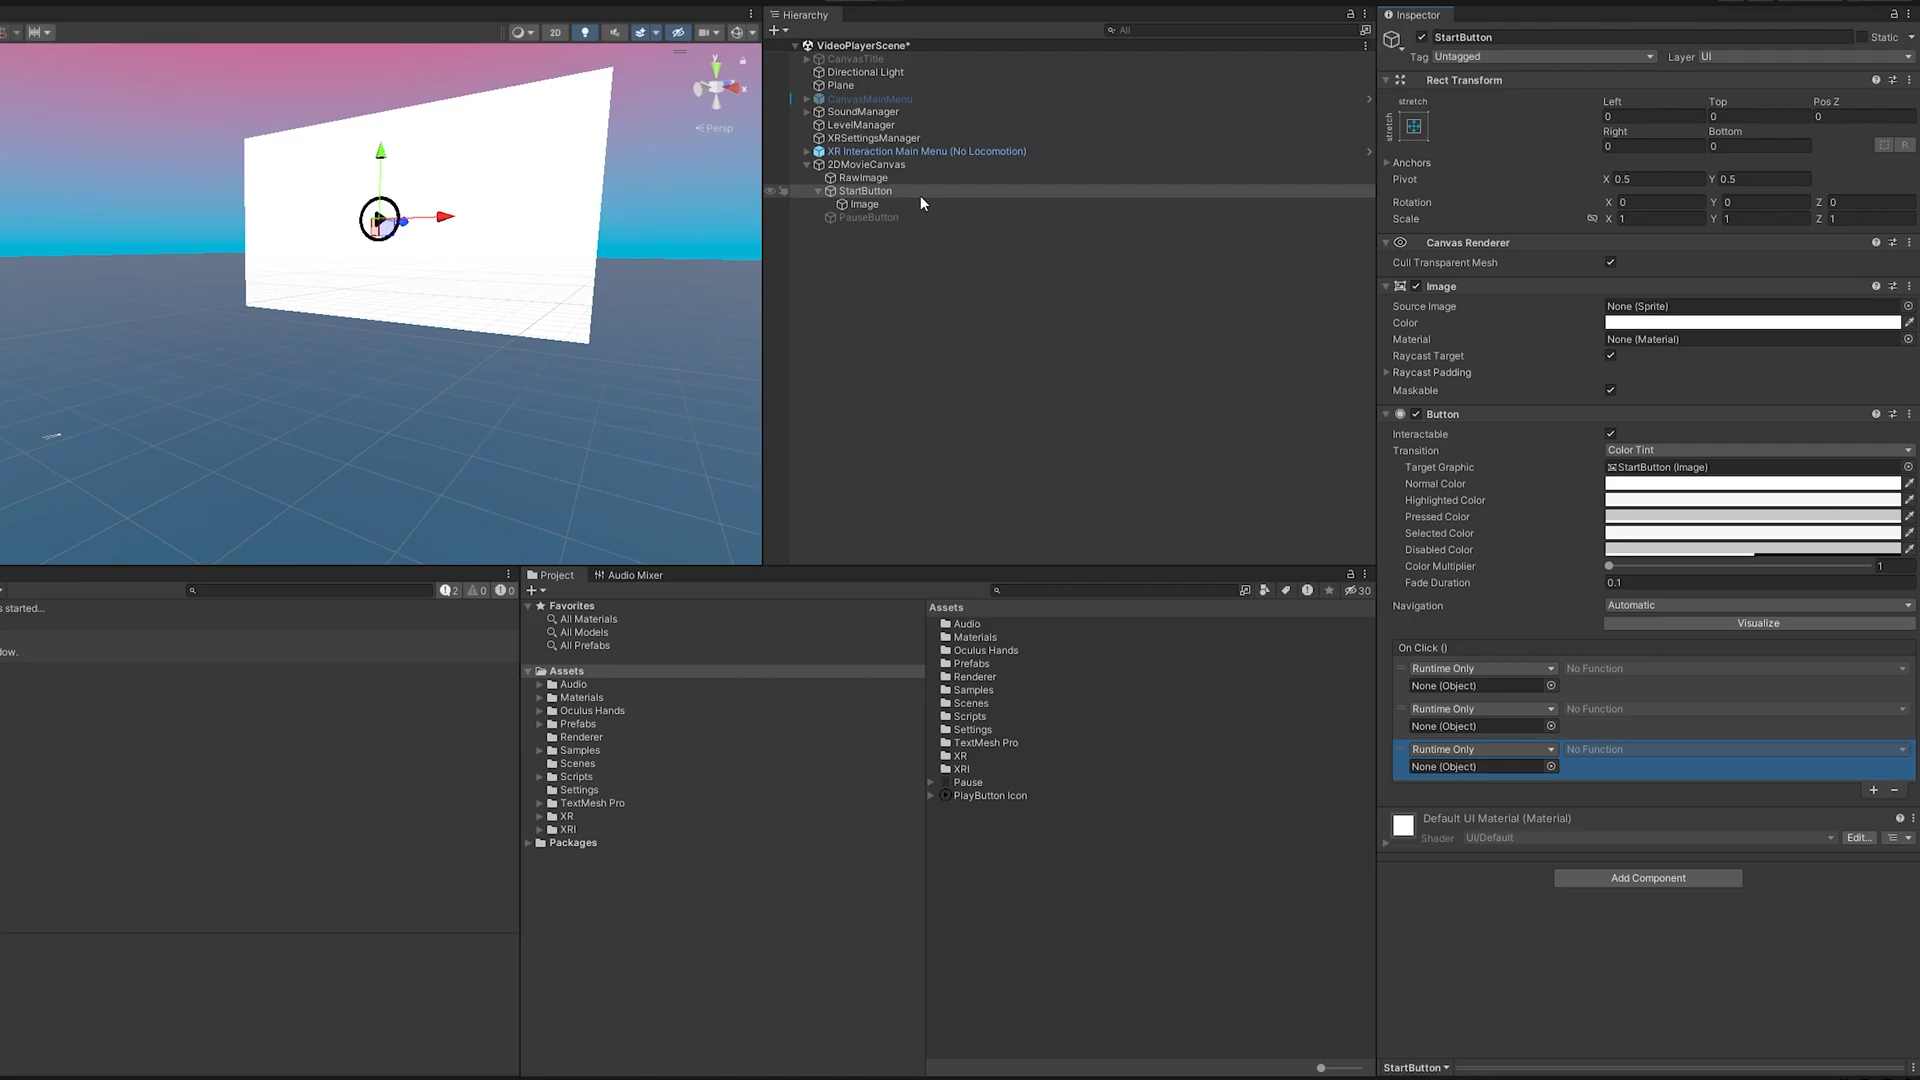 2D
y
x
Persp
Hierarchy
All
VideoPlayerScene*
CanvasTitle
Directional Light
Plane
CanvasMainMenu
SoundManager
LevelManager
XRSettingsManager
XR Interaction Main Menu (No Locomotion)
2DMovieCanvas
RawImage
StartButton
Image
PauseButton
2 0 0
s started...
dow.
Project Audio Mixer
30
Favorites
All Materials
All Models
All Prefabs
Assets
Audio
Materials
Oculus Hands
Prefabs
Renderer
Samples
Scenes
Scripts
Settings
TextMesh Pro
XR
XRI
Packages
Assets
Audio
Materials
Oculus Hands
Prefabs
Renderer
Samples
Scenes
Scripts
Settings
TextMesh Pro
XR
XRI
Pause
PlayButton Icon
Inspector
StartButton Static
Tag Untagged Layer UI
Rect Transform
stretch Left Top Pos Z
stretch 0 0 0
Right Bottom
0 0 R
Anchors
Pivot X 0.5 Y 0.5
Rotation X 0 Y 0 Z 0
Scale X 1 Y 1 Z 1
Canvas Renderer
Cull Transparent Mesh
Image
Source Image None (Sprite)
Color
Material None (Material)
Raycast Target
Raycast Padding
Maskable
Button
Interactable
Transition Color Tint
Target Graphic StartButton (Image)
Normal Color
Highlighted Color
Pressed Color
Selected Color
Disabled Color
Color Multiplier 1
Fade Duration 0.1
Navigation Automatic
Visualize
On Click ()
Runtime Only No Function
None (Object)
Runtime Only No Function
None (Object)
Runtime Only No Function
None (Object)
+ -
Default UI Material (Material)
Shader UI/Default Edit...
Add Component
StartButton